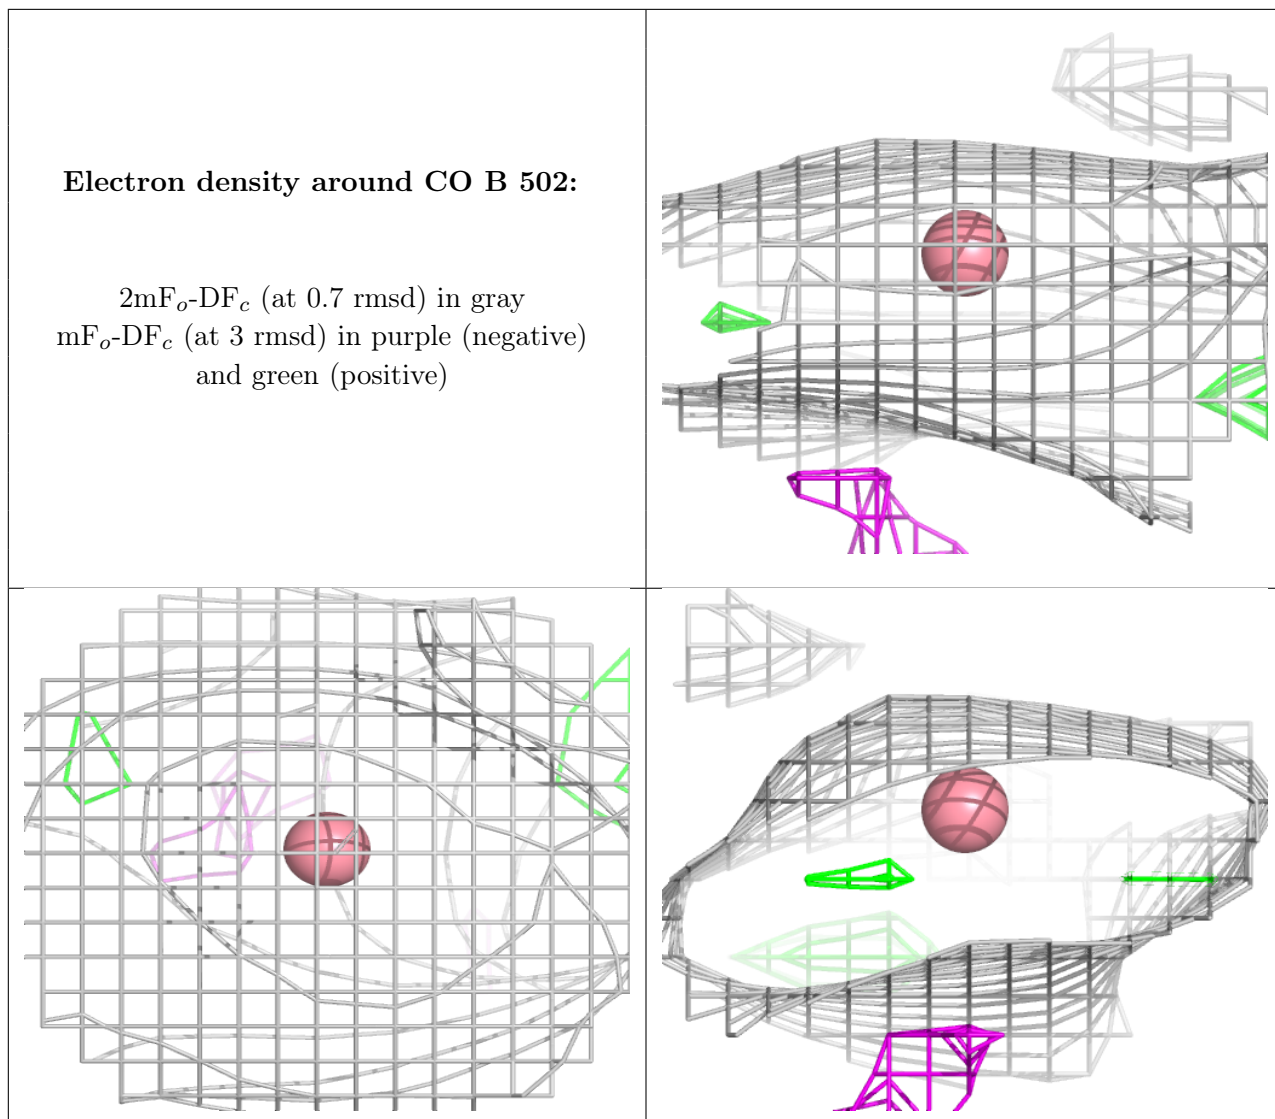 Electron density around CO B 502:
2mFₒ-DF𝒸 (at 0.7 rmsd) in gray
mFₒ-DF𝒸 (at 3 rmsd) in purple (negative)
and green (positive)